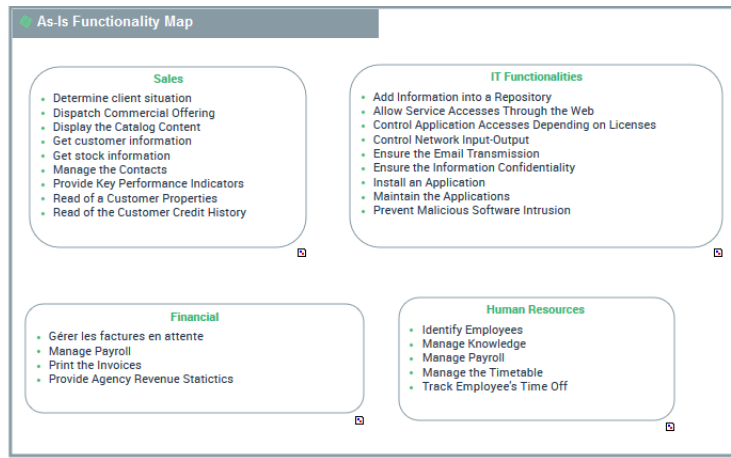 As-Is Functionality Map
Sales
Determine client situation
Dispatch Commercial Offering
Display the Catalog Content
Get customer information
Get stock information
Manage the Contacts
Provide Key Performance Indicators
Read of a Customer Properties
Read of the Customer Credit History
IT Functionalities
Add Information into a Repository
Allow Service Accesses Through the Web
Control Application Accesses Depending on Licenses
Control Network Input-Output
Ensure the Email Transmission
Ensure the Information Confidentiality
Install an Application
Maintain the Applications
Prevent Malicious Software Intrusion
Financial
Gérer les factures en attente
Manage Payroll
Print the Invoices
Provide Agency Revenue Statictics
Human Resources
Identify Employees
Manage Knowledge
Manage Payroll
Manage the Timetable
Track Employee's Time Off